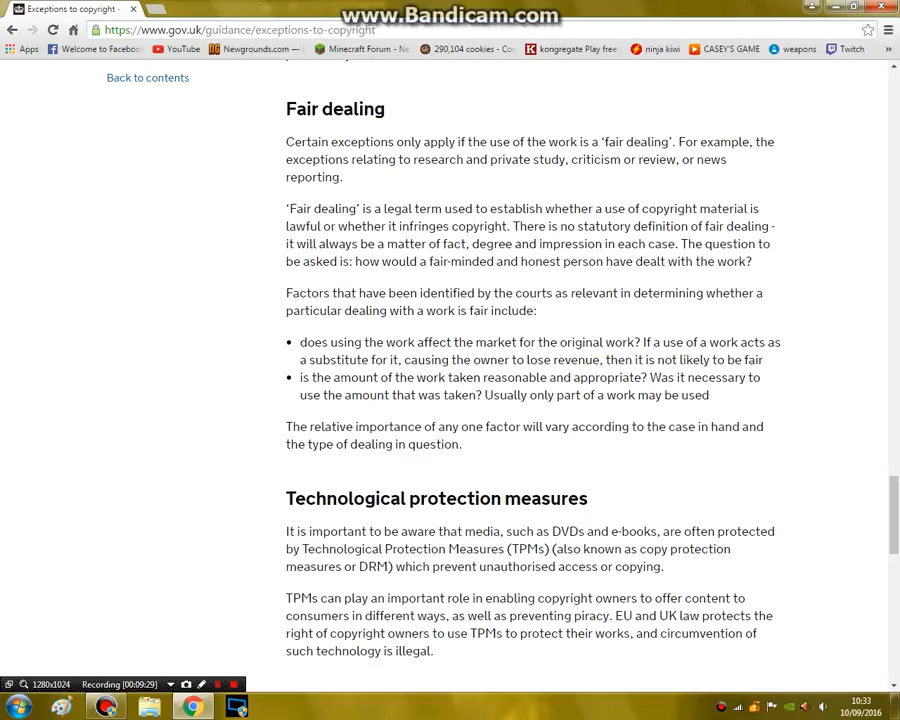 www.Bandicam.com
Exceptions to copyright -
https://www.gov.uk/guidance/exceptions-to-copyright
Apps Welcome to Faceboo YouTube Newgrounds.com — Minecraft Forum - Ne 290,104 cookies - Coo kongregate Play free ninja kiwi CASEY'S GAME weapons Twitch
Back to contents
Fair dealing
Certain exceptions only apply if the use of the work is a ‘fair dealing’. For example, the
exceptions relating to research and private study, criticism or review, or news
reporting.
‘Fair dealing’ is a legal term used to establish whether a use of copyright material is
lawful or whether it infringes copyright. There is no statutory definition of fair dealing -
it will always be a matter of fact, degree and impression in each case. The question to
be asked is: how would a fair-minded and honest person have dealt with the work?
Factors that have been identified by the courts as relevant in determining whether a
particular dealing with a work is fair include:
• does using the work affect the market for the original work? If a use of a work acts as
a substitute for it, causing the owner to lose revenue, then it is not likely to be fair
• is the amount of the work taken reasonable and appropriate? Was it necessary to
use the amount that was taken? Usually only part of a work may be used
The relative importance of any one factor will vary according to the case in hand and
the type of dealing in question.
Technological protection measures
It is important to be aware that media, such as DVDs and e-books, are often protected
by Technological Protection Measures (TPMs) (also known as copy protection
measures or DRM) which prevent unauthorised access or copying.
TPMs can play an important role in enabling copyright owners to offer content to
consumers in different ways, as well as preventing piracy. EU and UK law protects the
right of copyright owners to use TPMs to protect their works, and circumvention of
such technology is illegal.
1280x1024 Recording [00:09:29]
10:33
10/09/2016